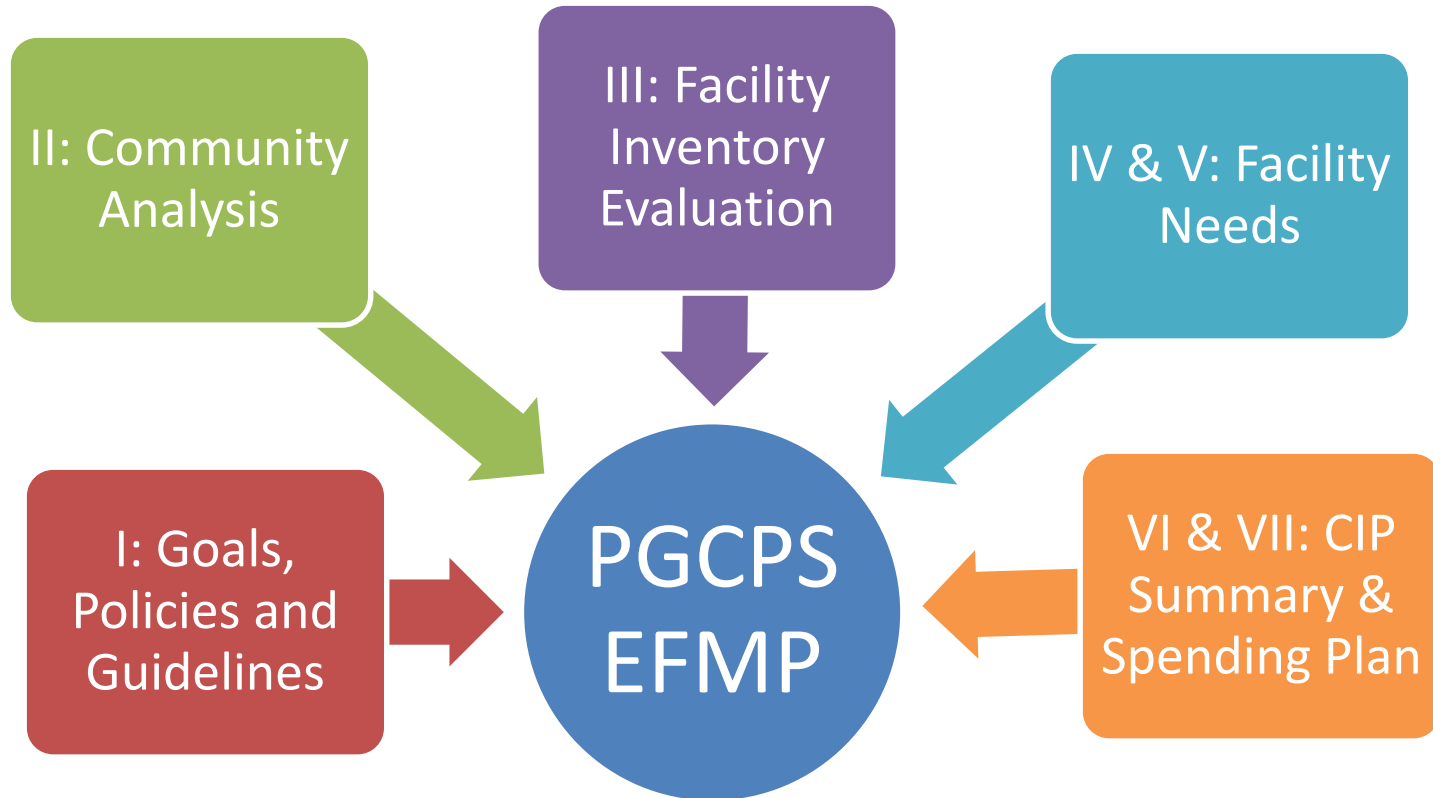 I: Goals,
Policies and
Guidelines
II: Community
Analysis
III: Facility
Inventory
Evaluation
IV & V: Facility
Needs
VI & VII: CIP
Summary &
Spending Plan
PGCPS
EFMP